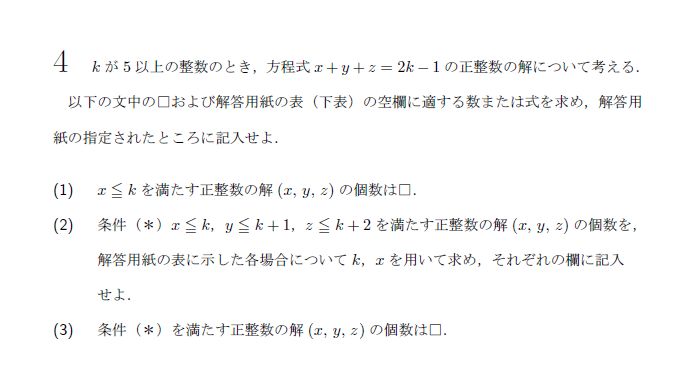 4 k が 5 以上の整数のとき，方程式 x + y + z = 2k − 1 の正整数の解について考える．
以下の文中の□および解答用紙の表（下表）の空欄に適する数または式を求め，解答用
紙の指定されたところに記入せよ．
(1) x ≦ k を満たす正整数の解 (x, y, z) の個数は□．
(2) 条件（＊）x ≦ k，y ≦ k + 1，z ≦ k + 2 を満たす正整数の解 (x, y, z) の個数を，
解答用紙の表に示した各場合について k，x を用いて求め，それぞれの欄に記入
せよ．
(3) 条件（＊）を満たす正整数の解 (x, y, z) の個数は□．